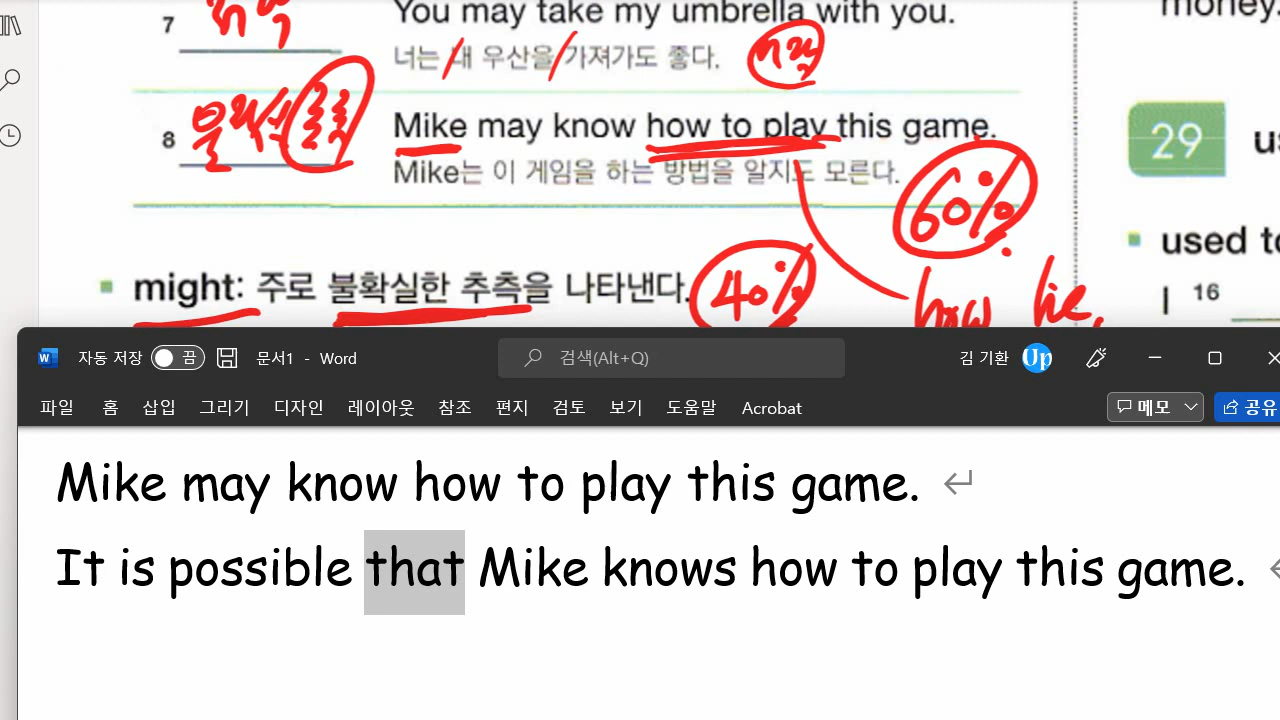 money.
7 You may take my umbrella with you.
너는 내 우산을 가져가도 좋다.
8 Mike may know how to play this game.
Mike는 이 게임을 하는 방법을 알지도 모른다.
60%
29
used to
might: 주로 불확실한 추측을 나타낸다.
40%
how
16
자동 저장 끔 문서1 - Word 검색(Alt+Q) 김 기환 Up
파일 홈 삽입 그리기 디자인 레이아웃 참조 편지 검토 보기 도움말 Acrobat 메모 공유
Mike may know how to play this game.
It is possible that Mike knows how to play this game.